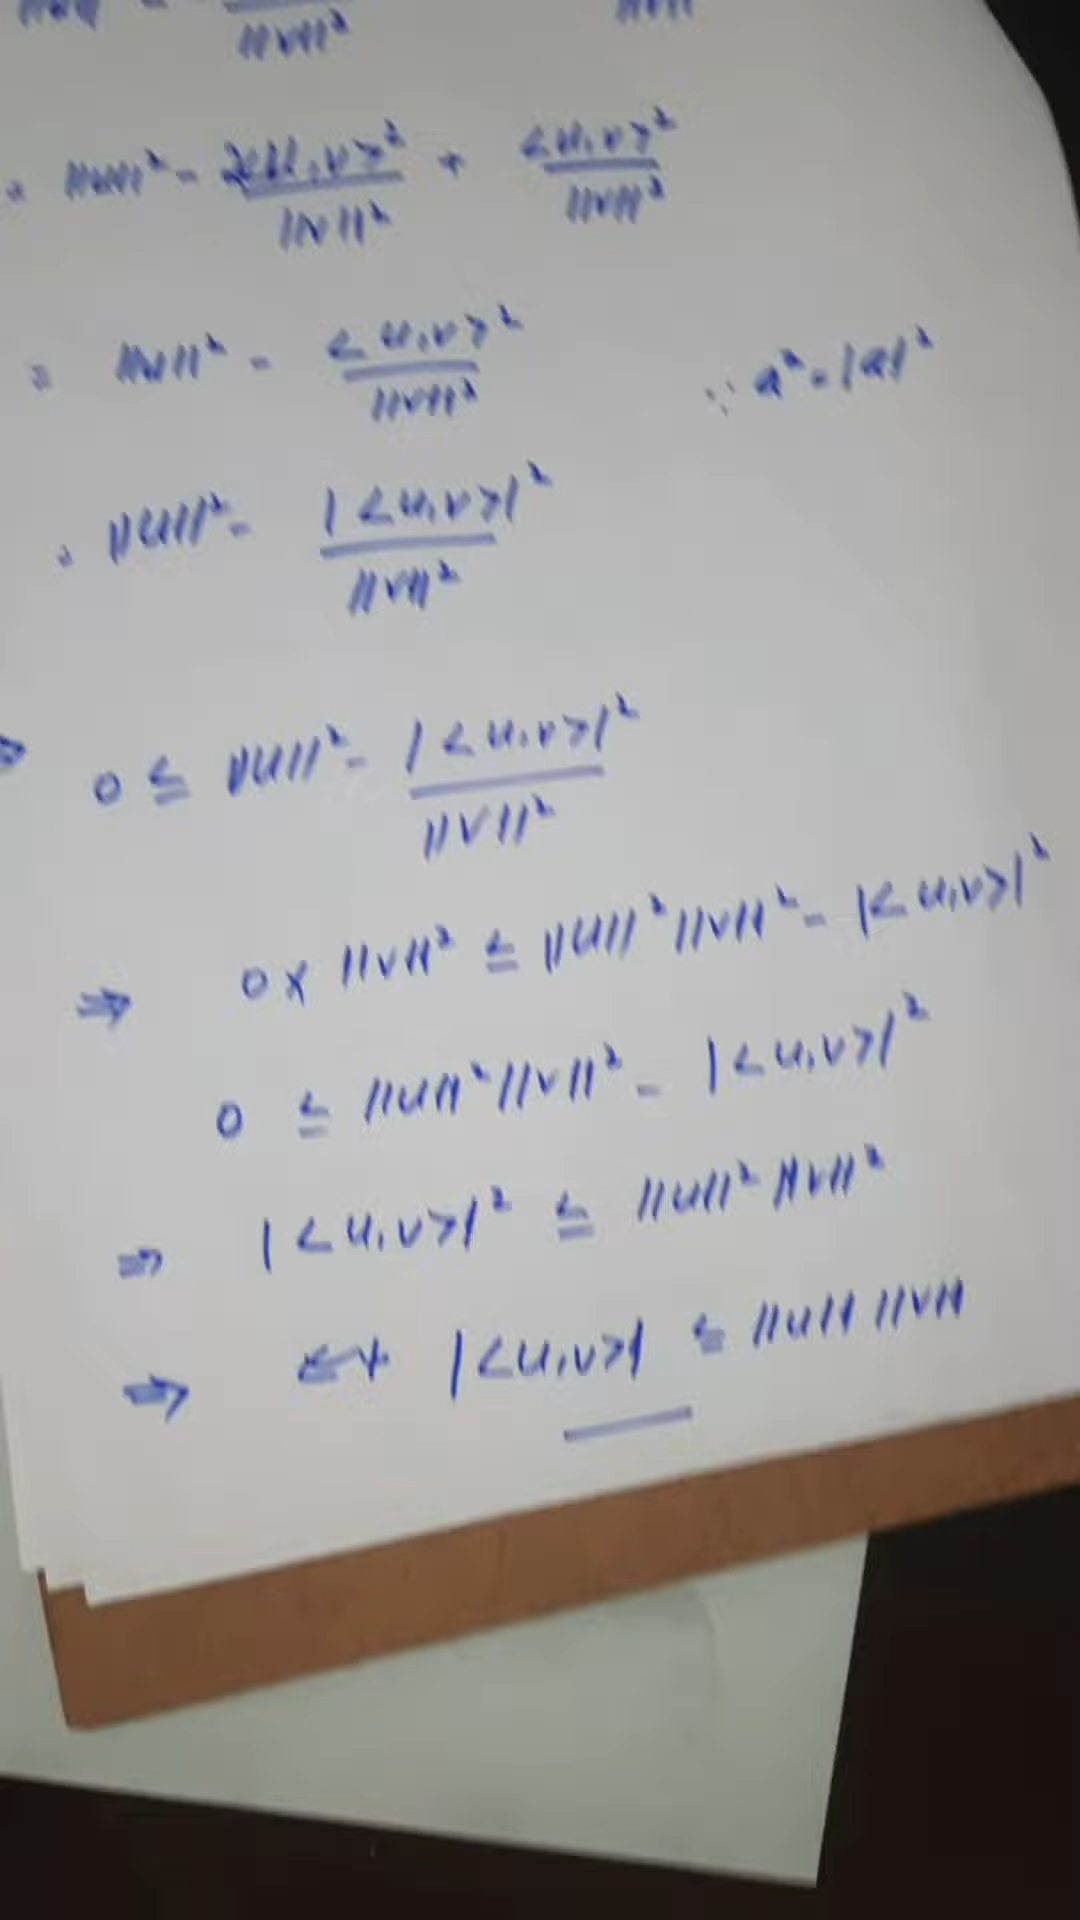 ||v||² ||v||
= ||u||² - 2<u,v>²/||v||² + <u,v>²/||v||²
= ||u||² - <u,v>²/||v||² ∵ a² = |a|²
= ||u||² - |<u,v>|²/||v||²
⇒ 0 ≤ ||u||² - |<u,v>|²/||v||²
⇒ 0 x ||v||² ≤ ||u||² ||v||² - |<u,v>|²
0 ≤ ||u||² ||v||² - |<u,v>|²
⇒ |<u,v>|² ≤ ||u||² ||v||²
⇒ |<u,v>| ≤ ||u|| ||v||